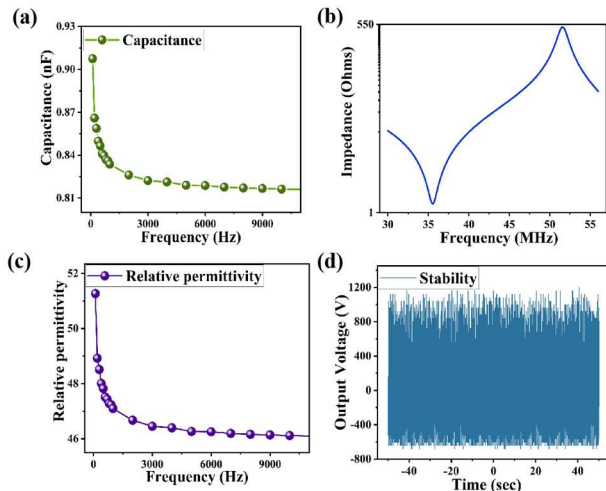 (a)
Capacitance
Capacitance (nF)
0.93
0.90
0.87
0.84
0.81
0
3000
6000
9000
Frequency (Hz)
(b)
Impedance (Ohms)
550
1
30
35
40
45
50
55
Frequency (MHz)
(c)
Relative permittivity
Relative permittivity
52
50
48
46
0
3000
6000
9000
Frequency (Hz)
(d)
Stability
Output Voltage (V)
1200
800
400
0
-400
-800
-40
-20
0
20
40
Time (sec)